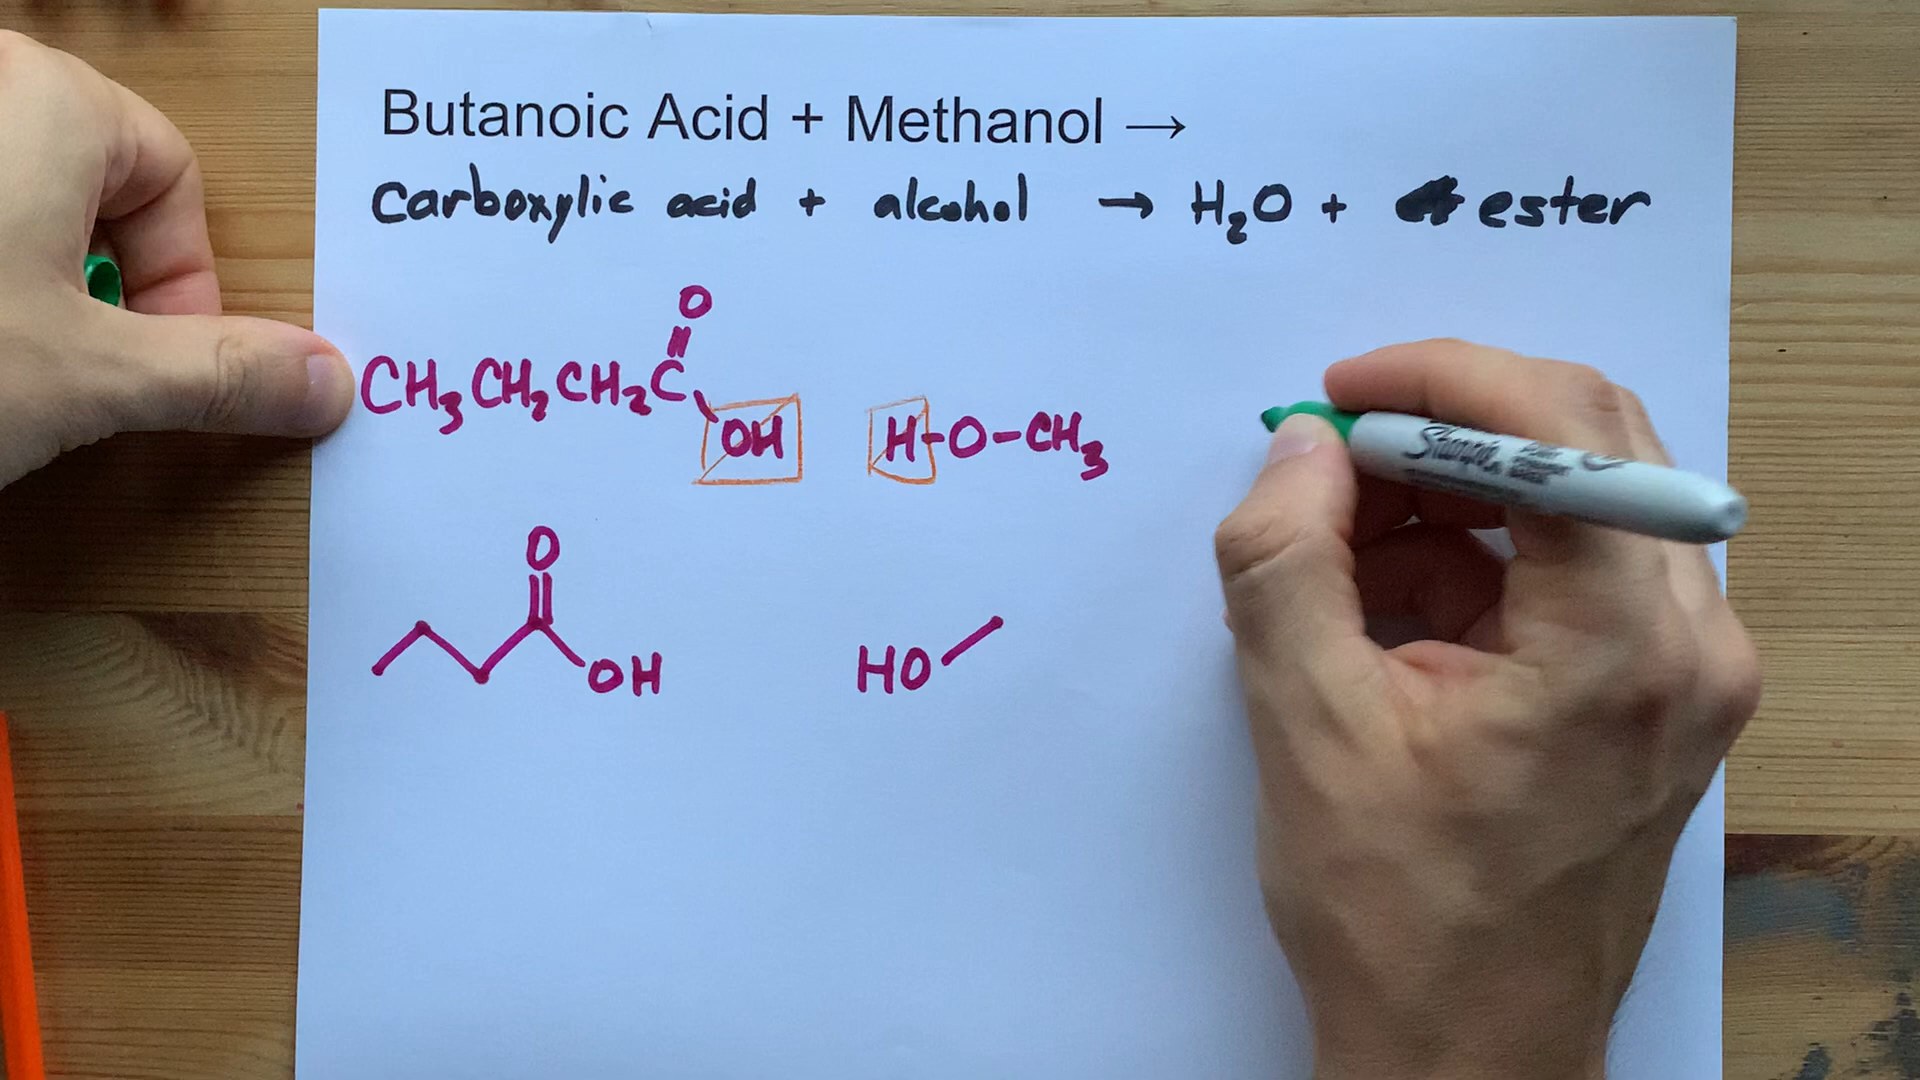 Butanoic Acid + Methanol →
Carboxylic acid + alcohol → H₂O + ester
O
CH₃CH₂CH₂C
OH H-O-CH₃
O
OH HO
Sharpie